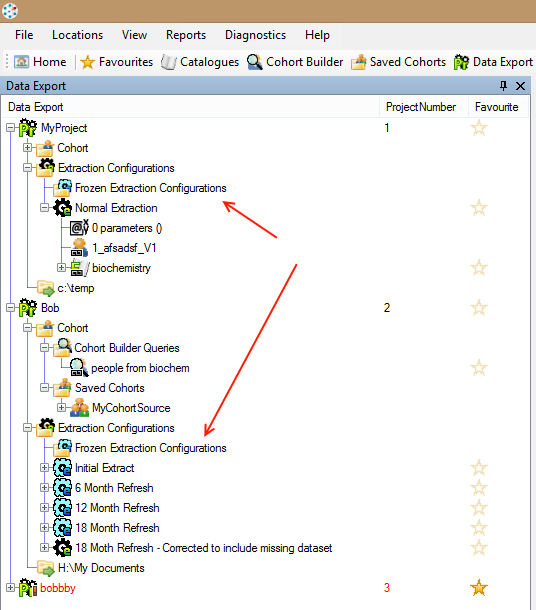 File Locations View Reports Diagnostics Help
Home Favourites Catalogues Cohort Builder Saved Cohorts Data Export
Data Export
Data Export ProjectNumber Favourite
MyProject 1
Cohort
Extraction Configurations
Frozen Extraction Configurations
Normal Extraction
0 parameters ()
1_afsadsf_V1
biochemistry
c:\temp
Bob 2
Cohort
Cohort Builder Queries
people from biochem
Saved Cohorts
MyCohortSource
Extraction Configurations
Frozen Extraction Configurations
Initial Extract
6 Month Refresh
12 Month Refresh
18 Month Refresh
18 Moth Refresh - Corrected to include missing dataset
H:\My Documents
bobbby 3